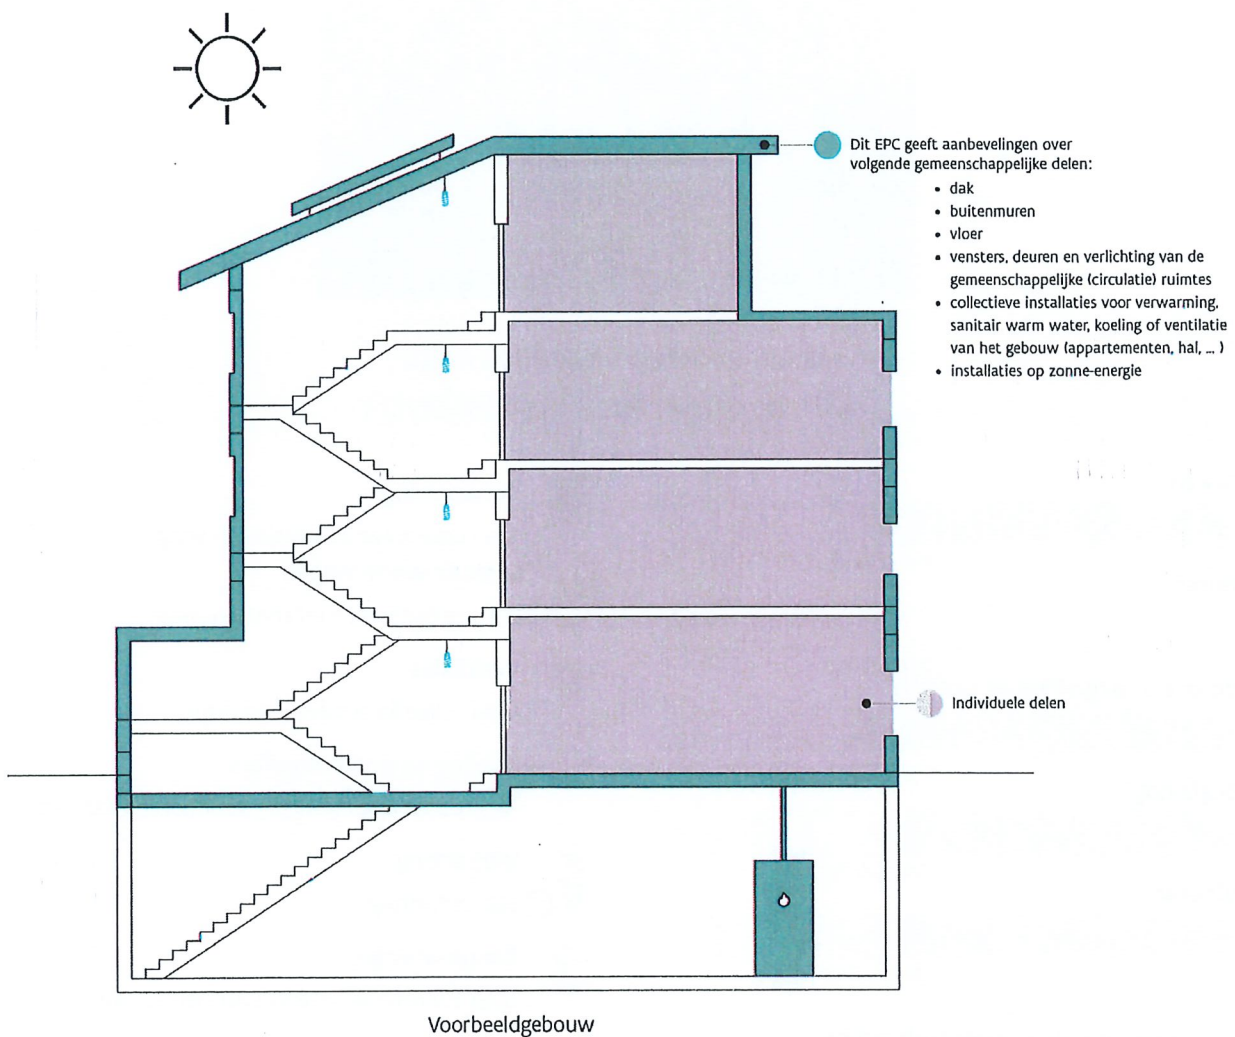 Dit EPC geeft aanbevelingen over
volgende gemeenschappelijke delen:
• dak
• buitenmuren
• vloer
• vensters, deuren en verlichting van de
gemeenschappelijke (circulatie) ruimtes
• collectieve installaties voor verwarming,
sanitair warm water, koeling of ventilatie
van het gebouw (appartementen, hal, ... )
• installaties op zonne-energie
Individuele delen
Voorbeeldgebouw